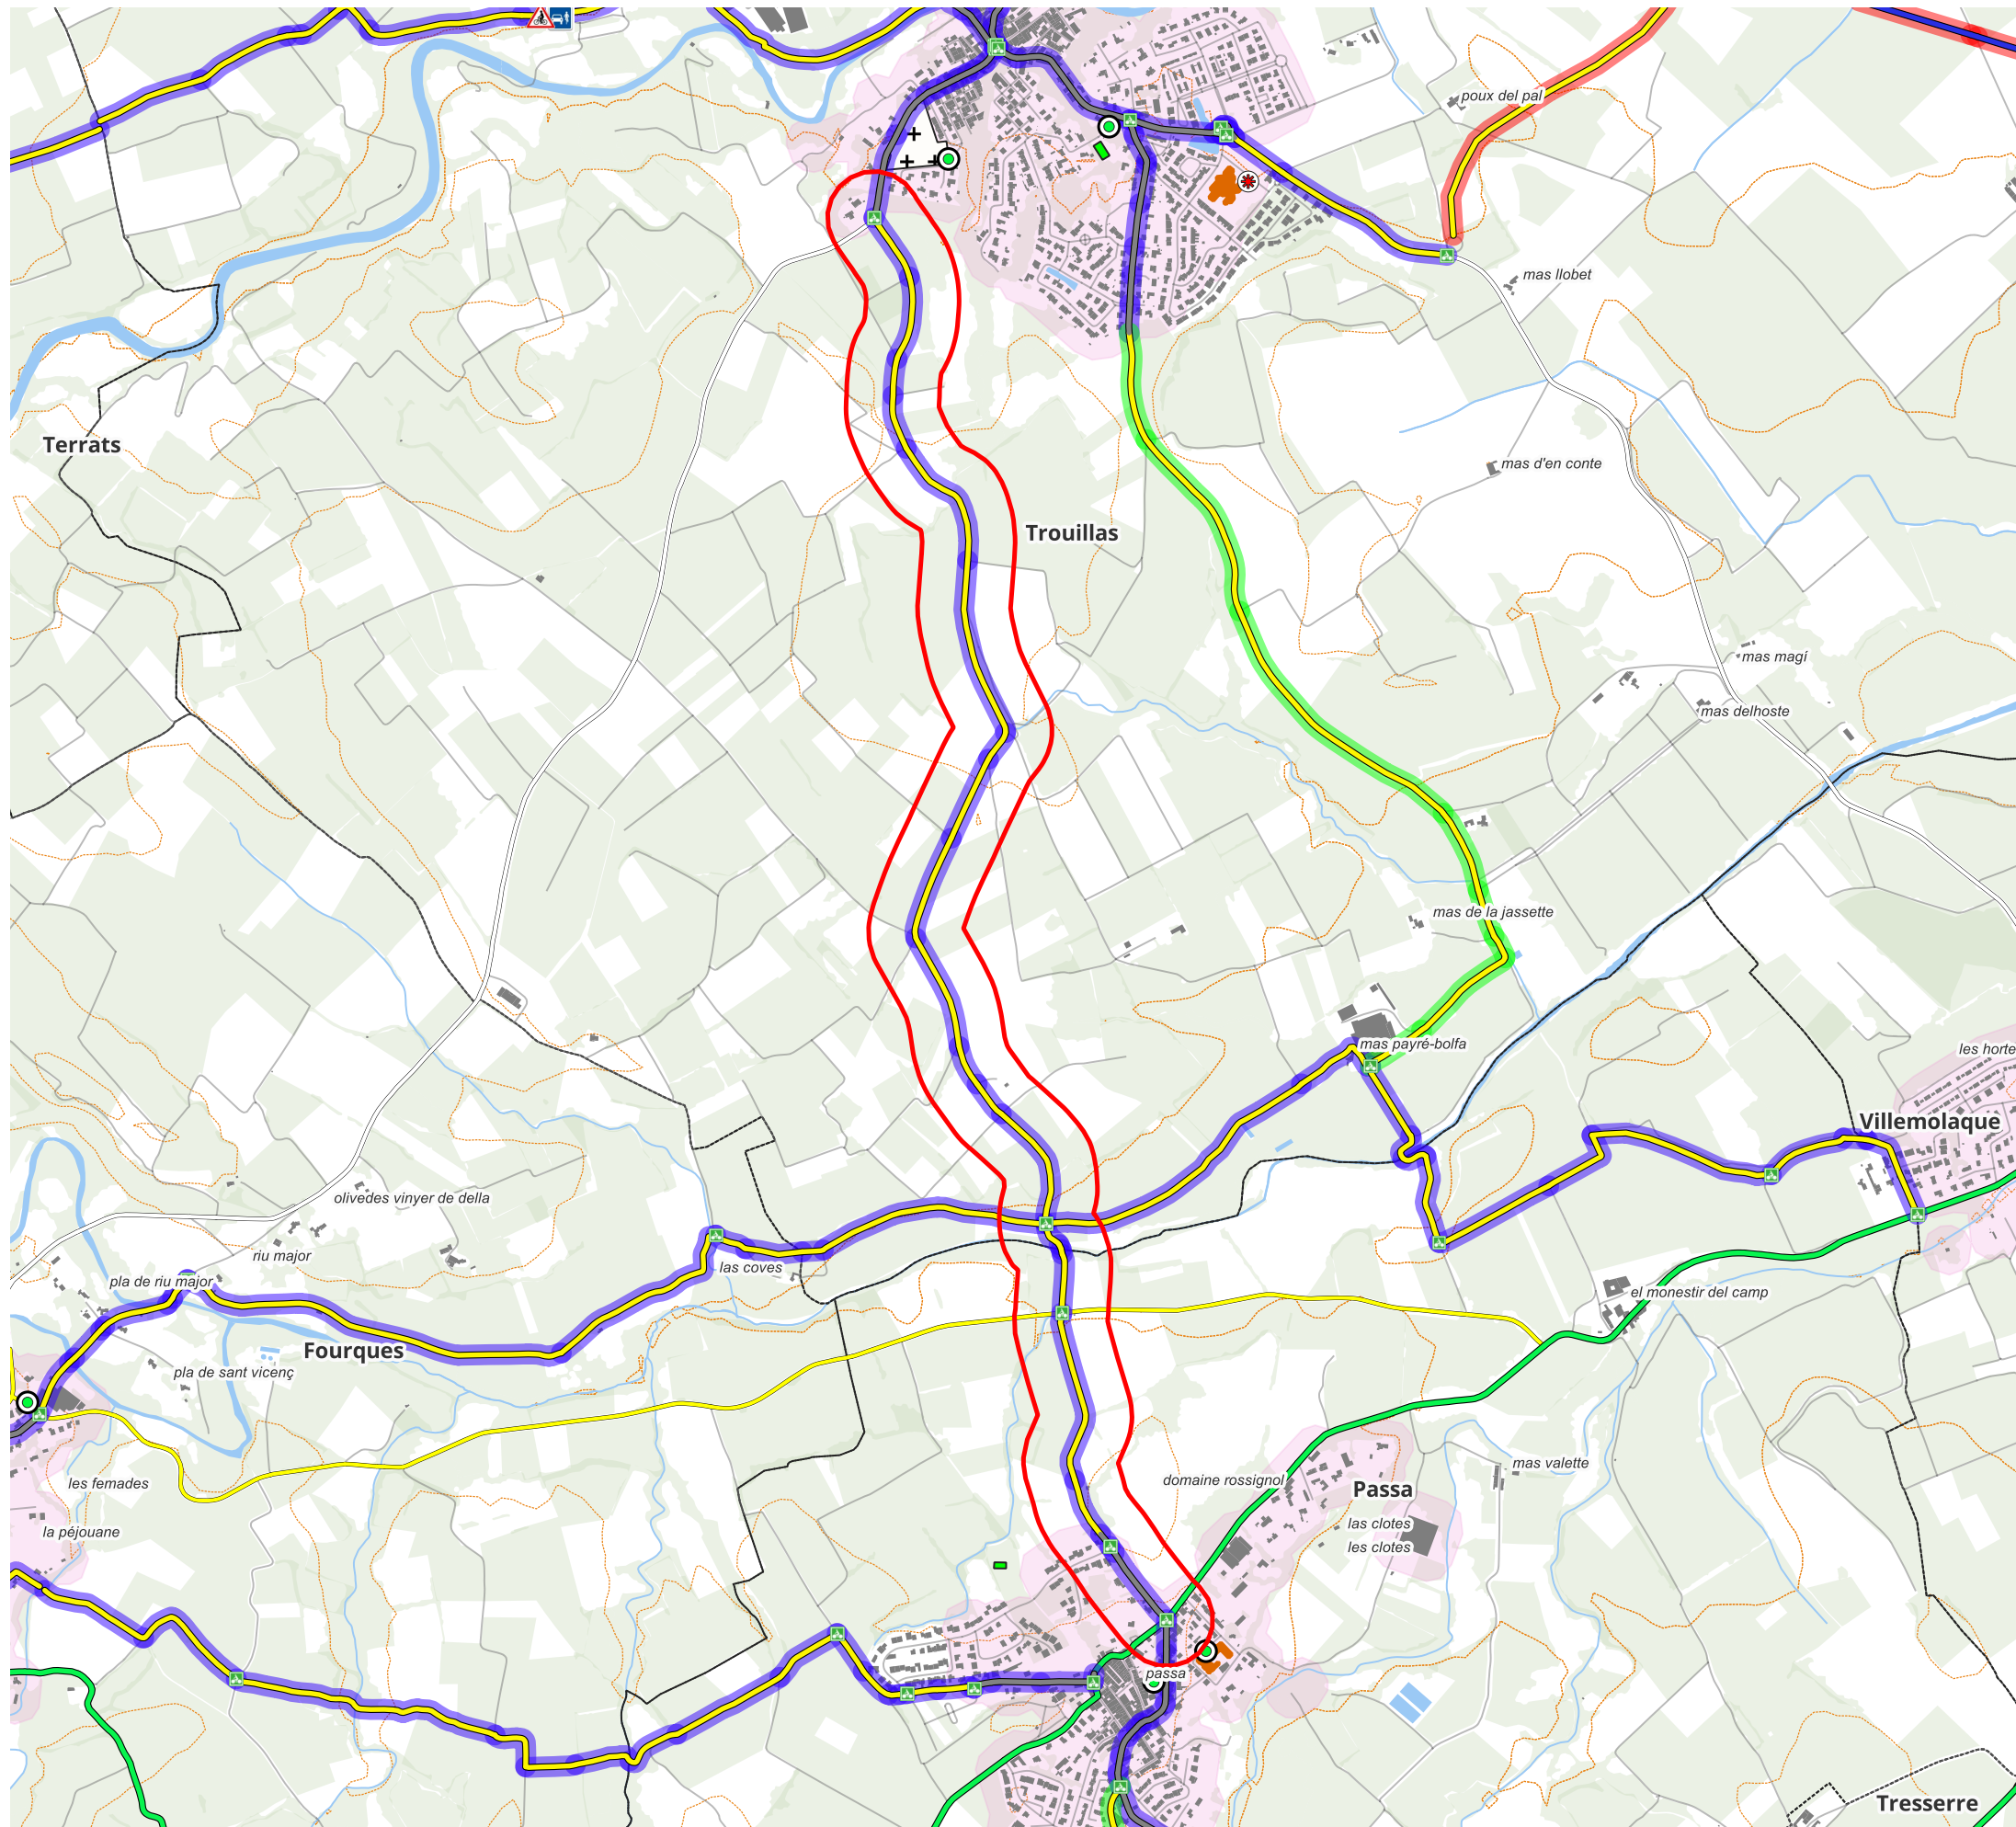 poux del pal
mas llobet
Terrats
mas d'en conte
Trouillas
mas magí
mas delhoste
mas de la jassette
mas payré-bolfa
les horte
Villemolaque
olivedes vinyer de della
riu major
las coves
pla de riu major
el monestir del camp
Fourques
pla de sant vicenç
mas valette
domaine rossignol
les femades
Passa
las clotes
la péjouane
les clotes
passa
Tresserre